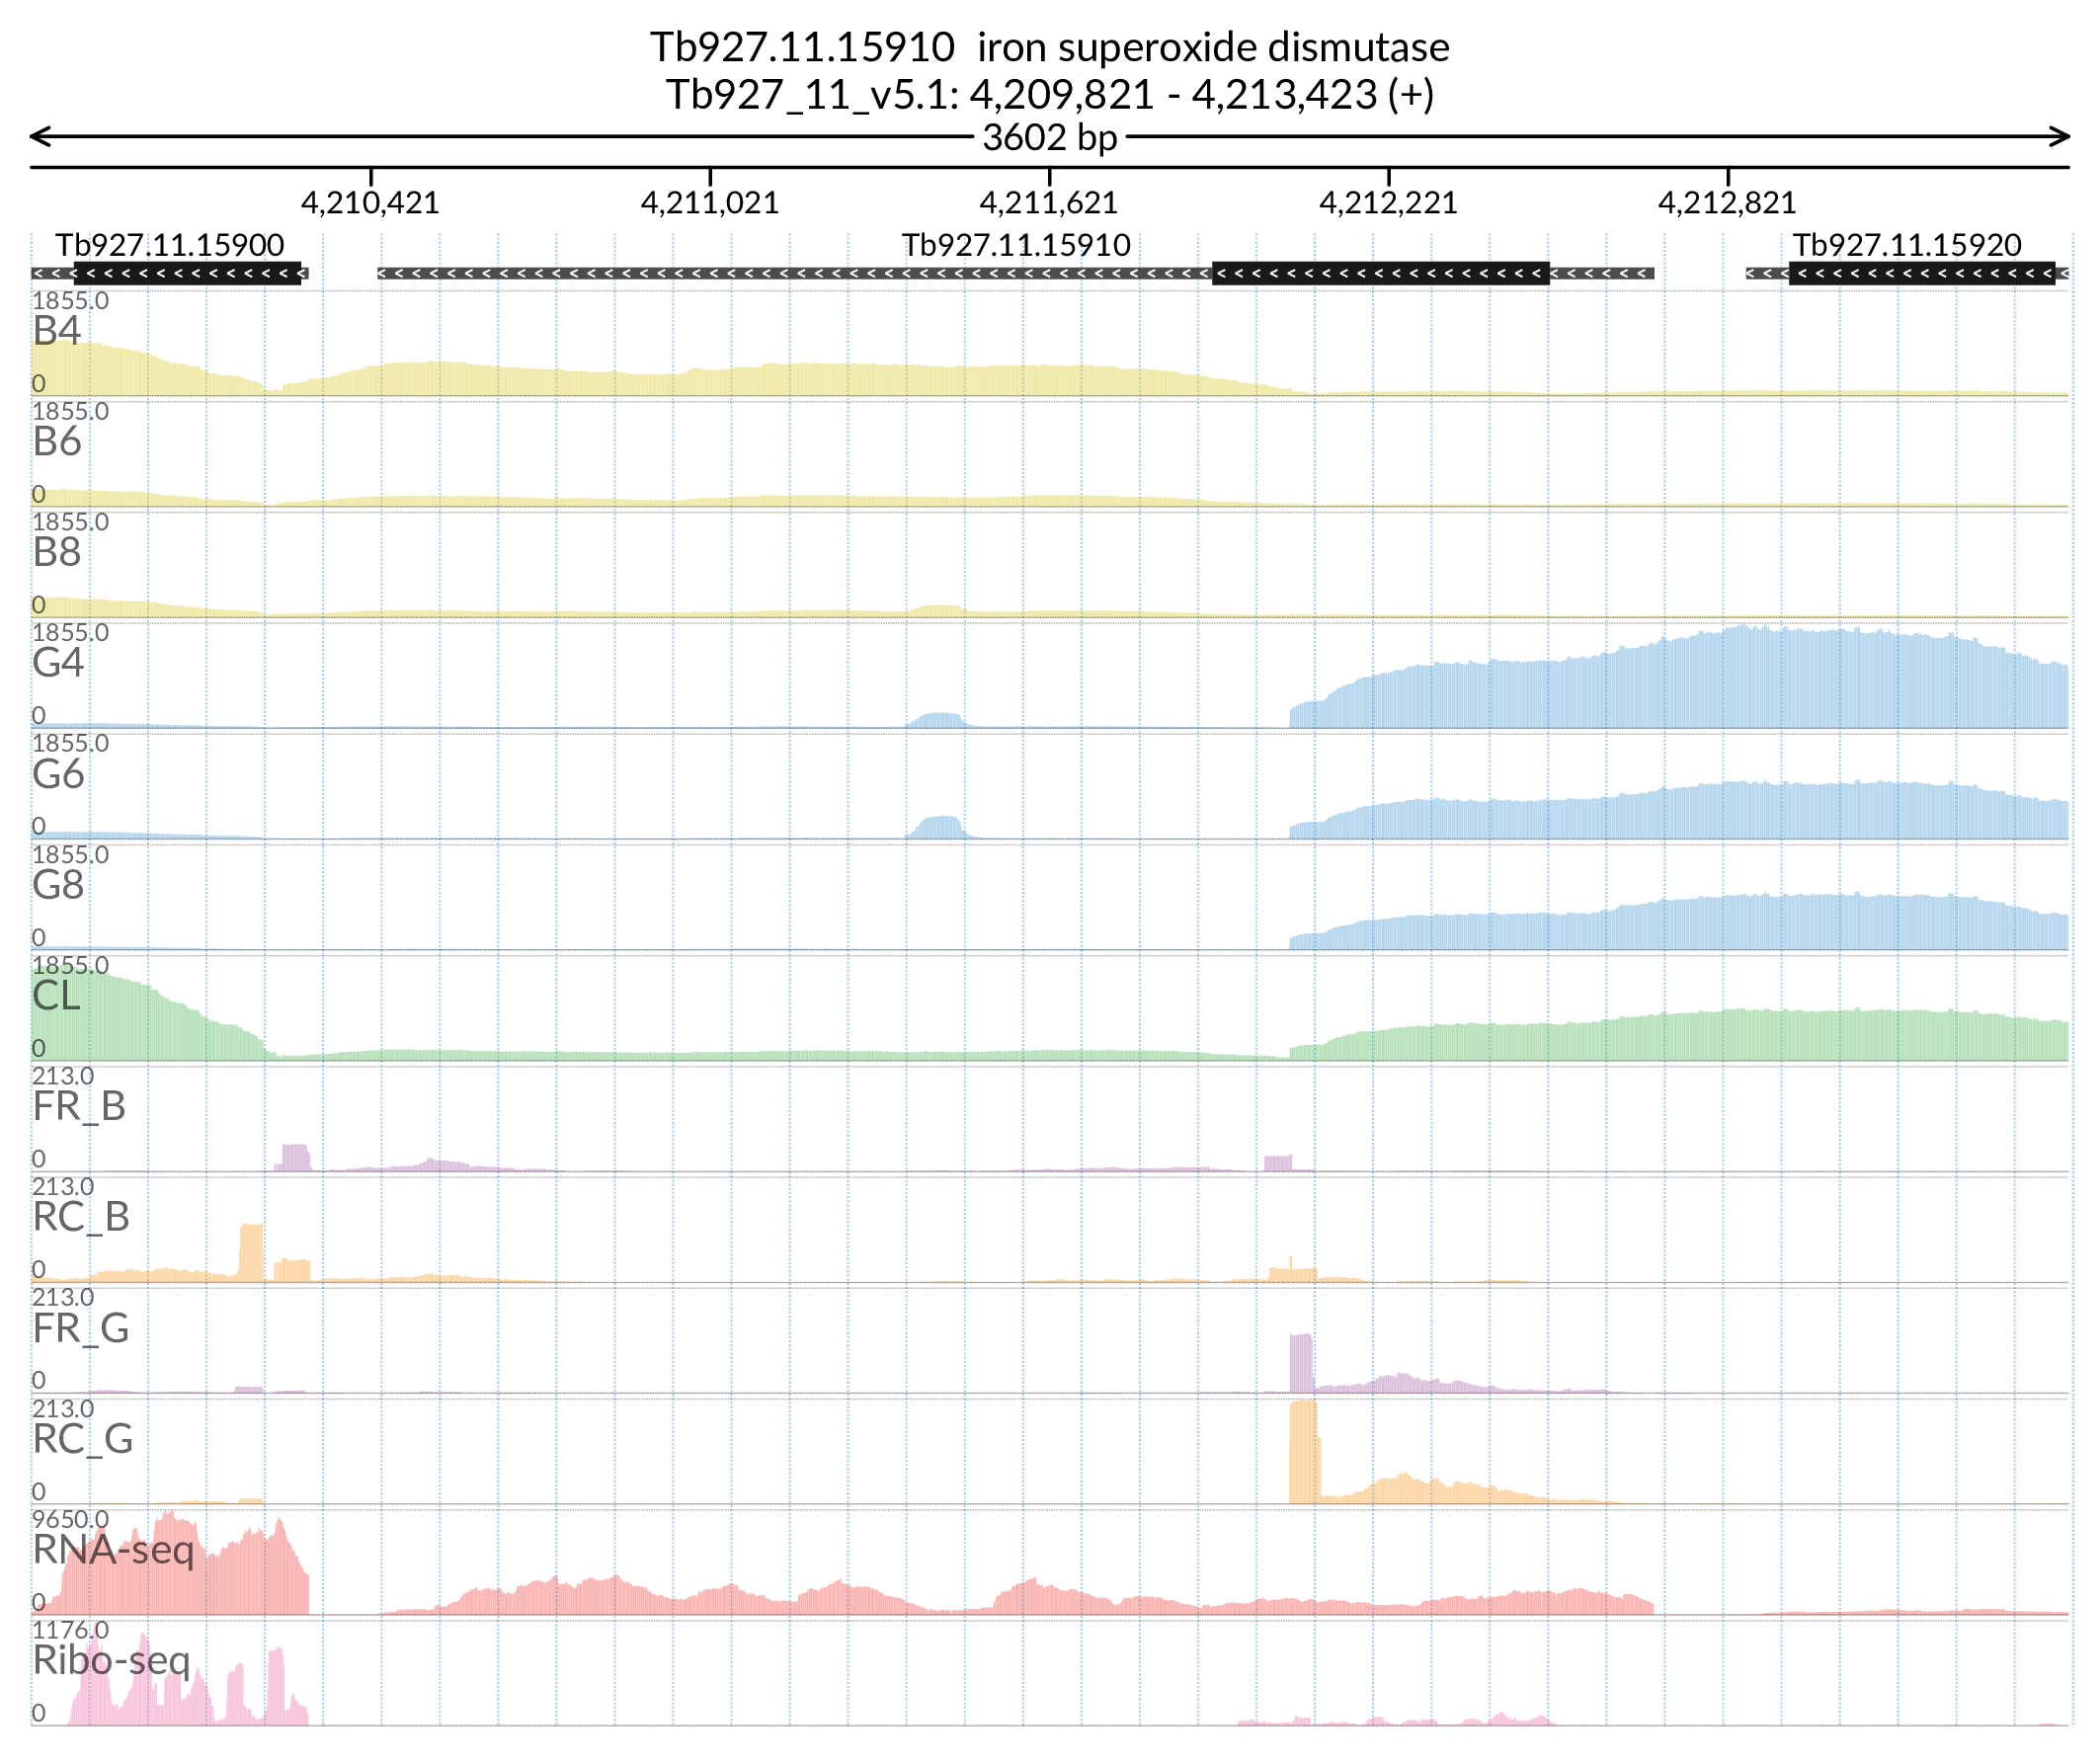 Tb927.11.15910 iron superoxide dismutase
Tb927_11_v5.1: 4,209,821 - 4,213,423 (+)
3602 bp
4,210,421 4,211,021 4,211,621 4,212,221 4,212,821
Tb927.11.15900 Tb927.11.15910 Tb927.11.15920
1855.0
B4
0
1855.0
B6
0
1855.0
B8
0
1855.0
G4
0
1855.0
G6
0
1855.0
G8
0
1855.0
CL
0
213.0
FR_B
0
213.0
RC_B
0
213.0
FR_G
0
213.0
RC_G
0
9650.0
RNA-seq
0
1176.0
Ribo-seq
0